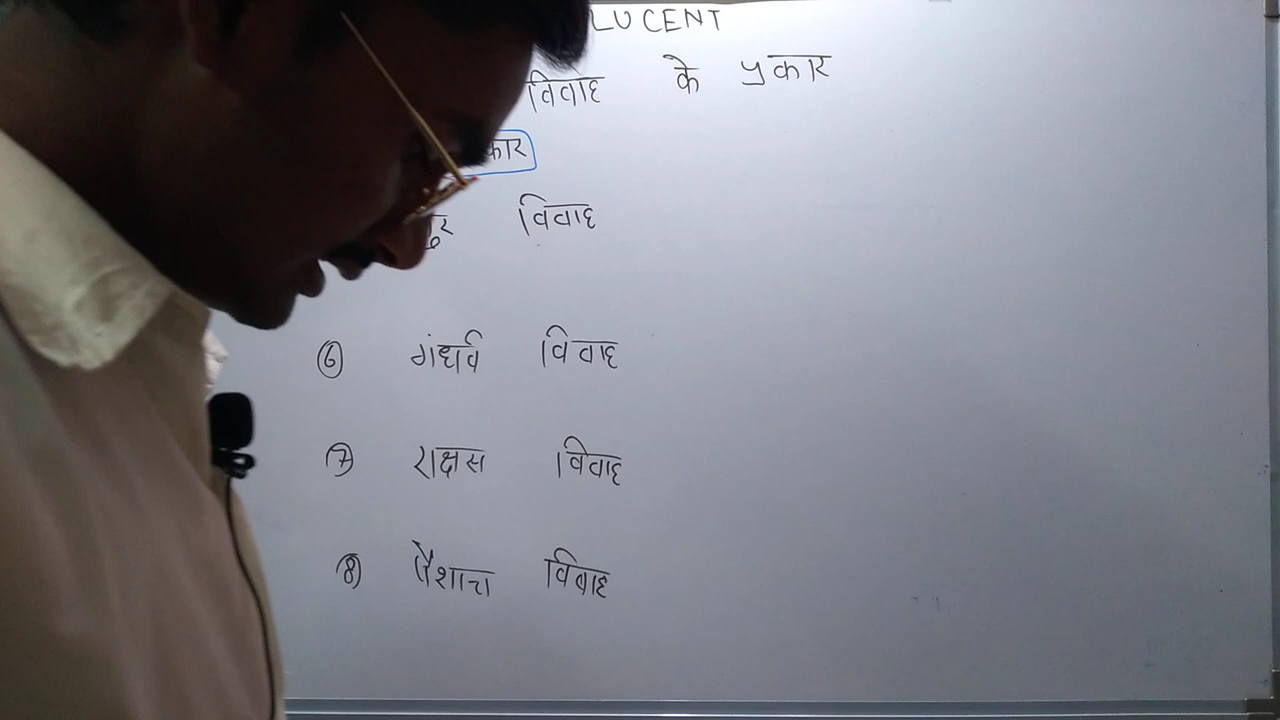 LUCENT
विवाह के प्रकार
विवाह
6 गंधर्व विवाह
7 राक्षस विवाह
8 पैशाच विवाह